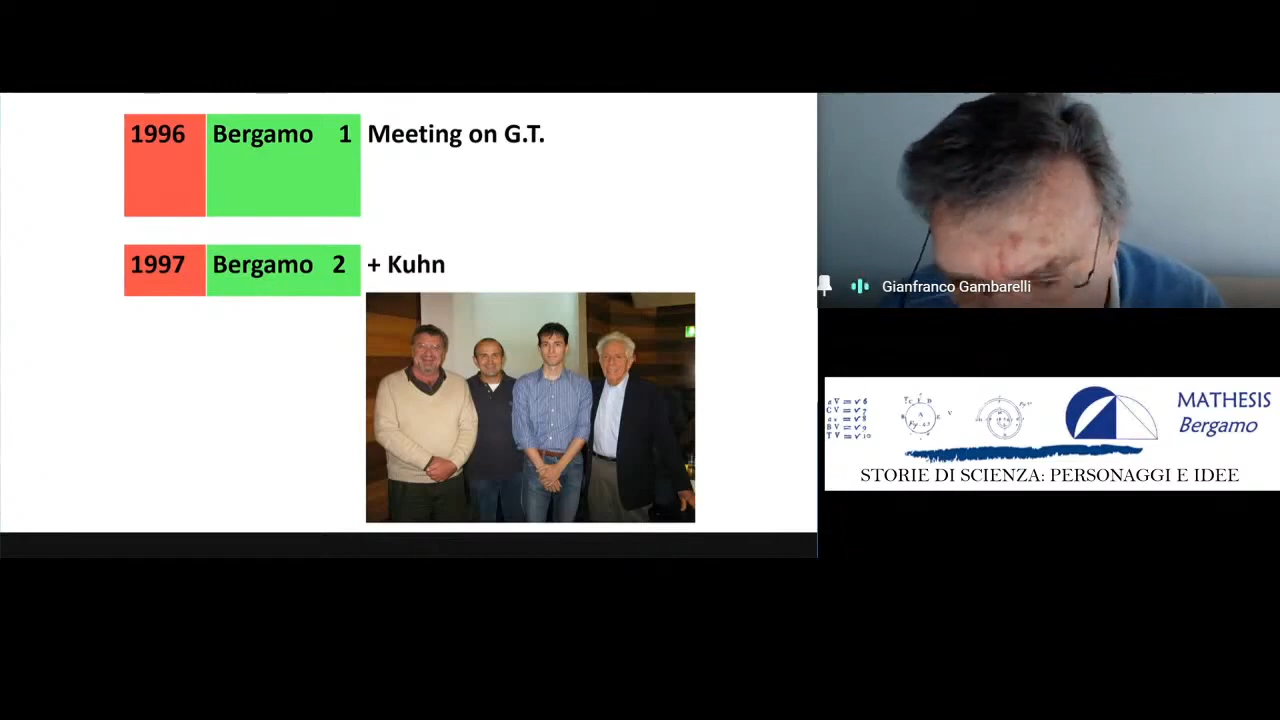 1996 Bergamo 1 Meeting on G.T.
1997 Bergamo 2 + Kuhn
Gianfranco Gambarelli
MATHESIS
Bergamo
STORIE DI SCIENZA: PERSONAGGI E IDEE